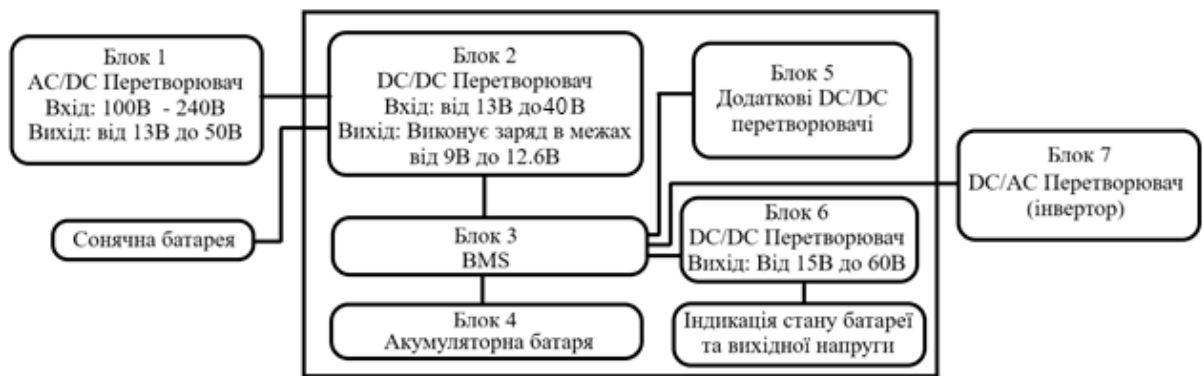 Блок 1
AC/DC Перетворювач
Вхід: 100В - 240В
Вихід: від 13В до 50В
Сонячна батарея
Блок 2
DC/DC Перетворювач
Вхід: від 13В до40В
Вихід: Виконує заряд в межах
від 9В до 12.6В
Блок 3
BMS
Блок 4
Акумуляторна батаря
Блок 5
Додаткові DC/DC
перетворювачі
Блок 6
DC/DC Перетворювач
Вихід: Від 15В до 60В
Індикація стану батареї
та вихідної напруги
Блок 7
DC/AC Перетворювач
(інвертор)